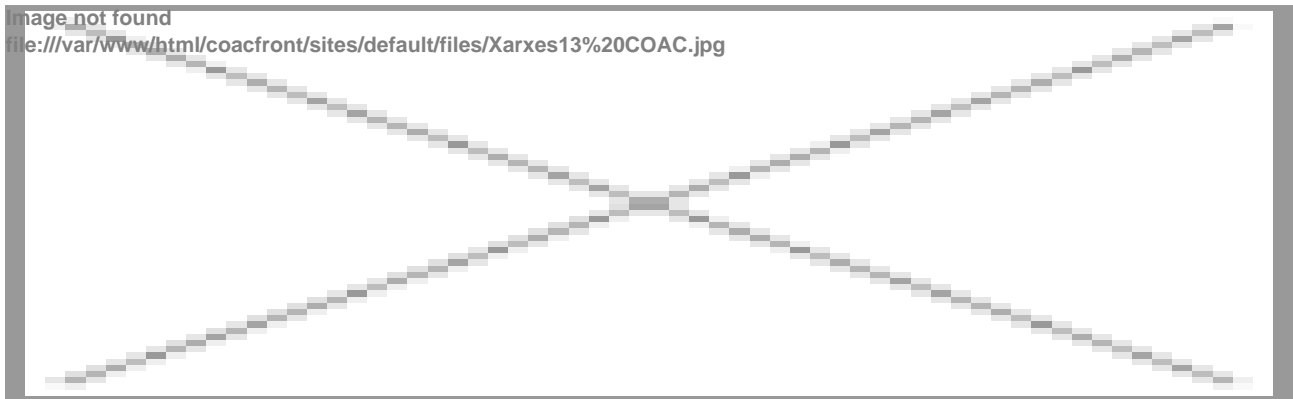 Image not found
file:///var/www/html/coacfront/sites/default/files/Xarxes13%20COAC.jpg